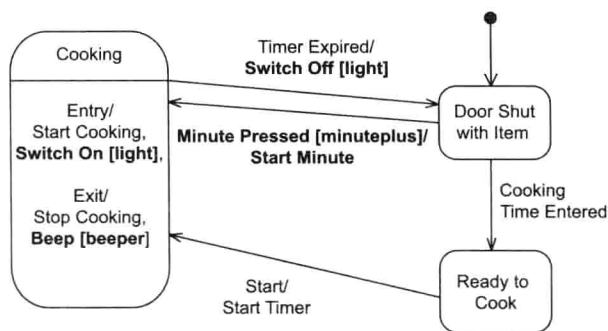 Cooking
Entry/
Start Cooking,
Switch On [light],
Exit/
Stop Cooking,
Beep [beeper]
Timer Expired/
Switch Off [light]
Minute Pressed [minuteplus]/
Start Minute
Door Shut
with Item
Cooking
Time Entered
Start/
Start Timer
Ready to
Cook